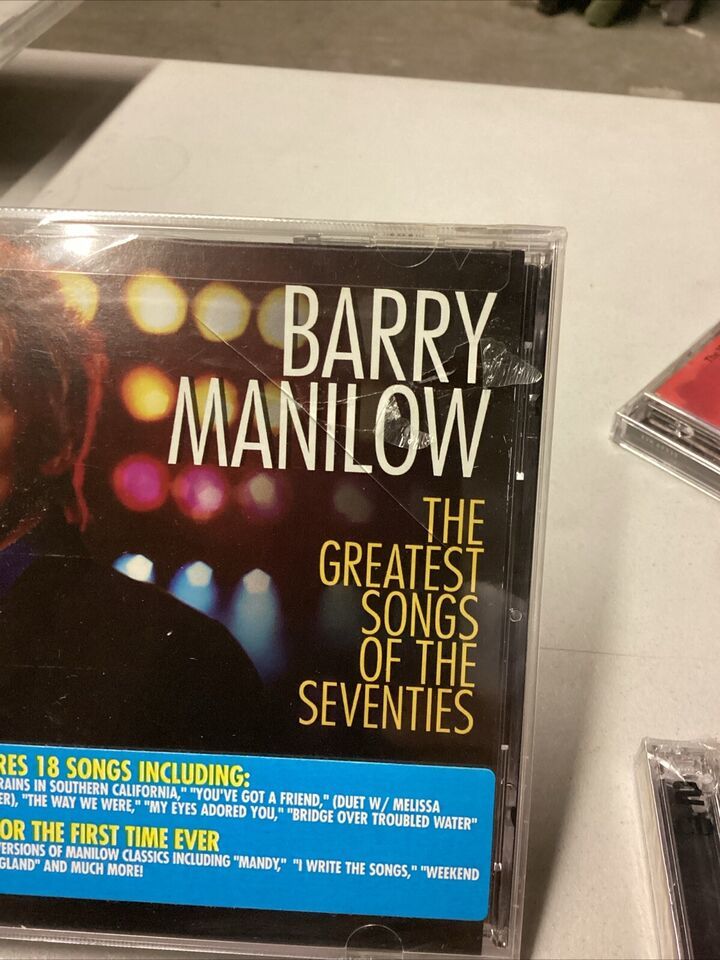 BARRY
MANILOW
THE
GREATEST
SONGS
OF THE
SEVENTIES
RES 18 SONGS INCLUDING:
RAINS IN SOUTHERN CALIFORNIA," "YOU'VE GOT A FRIEND," (DUET W/ MELISSA
ER), "THE WAY WE WERE," "MY EYES ADORED YOU," "BRIDGE OVER TROUBLED WATER"
OR THE FIRST TIME EVER
ERSIONS OF MANILOW CLASSICS INCLUDING "MANDY," "I WRITE THE SONGS," "WEEKEND
GLAND" AND MUCH MORE!
2